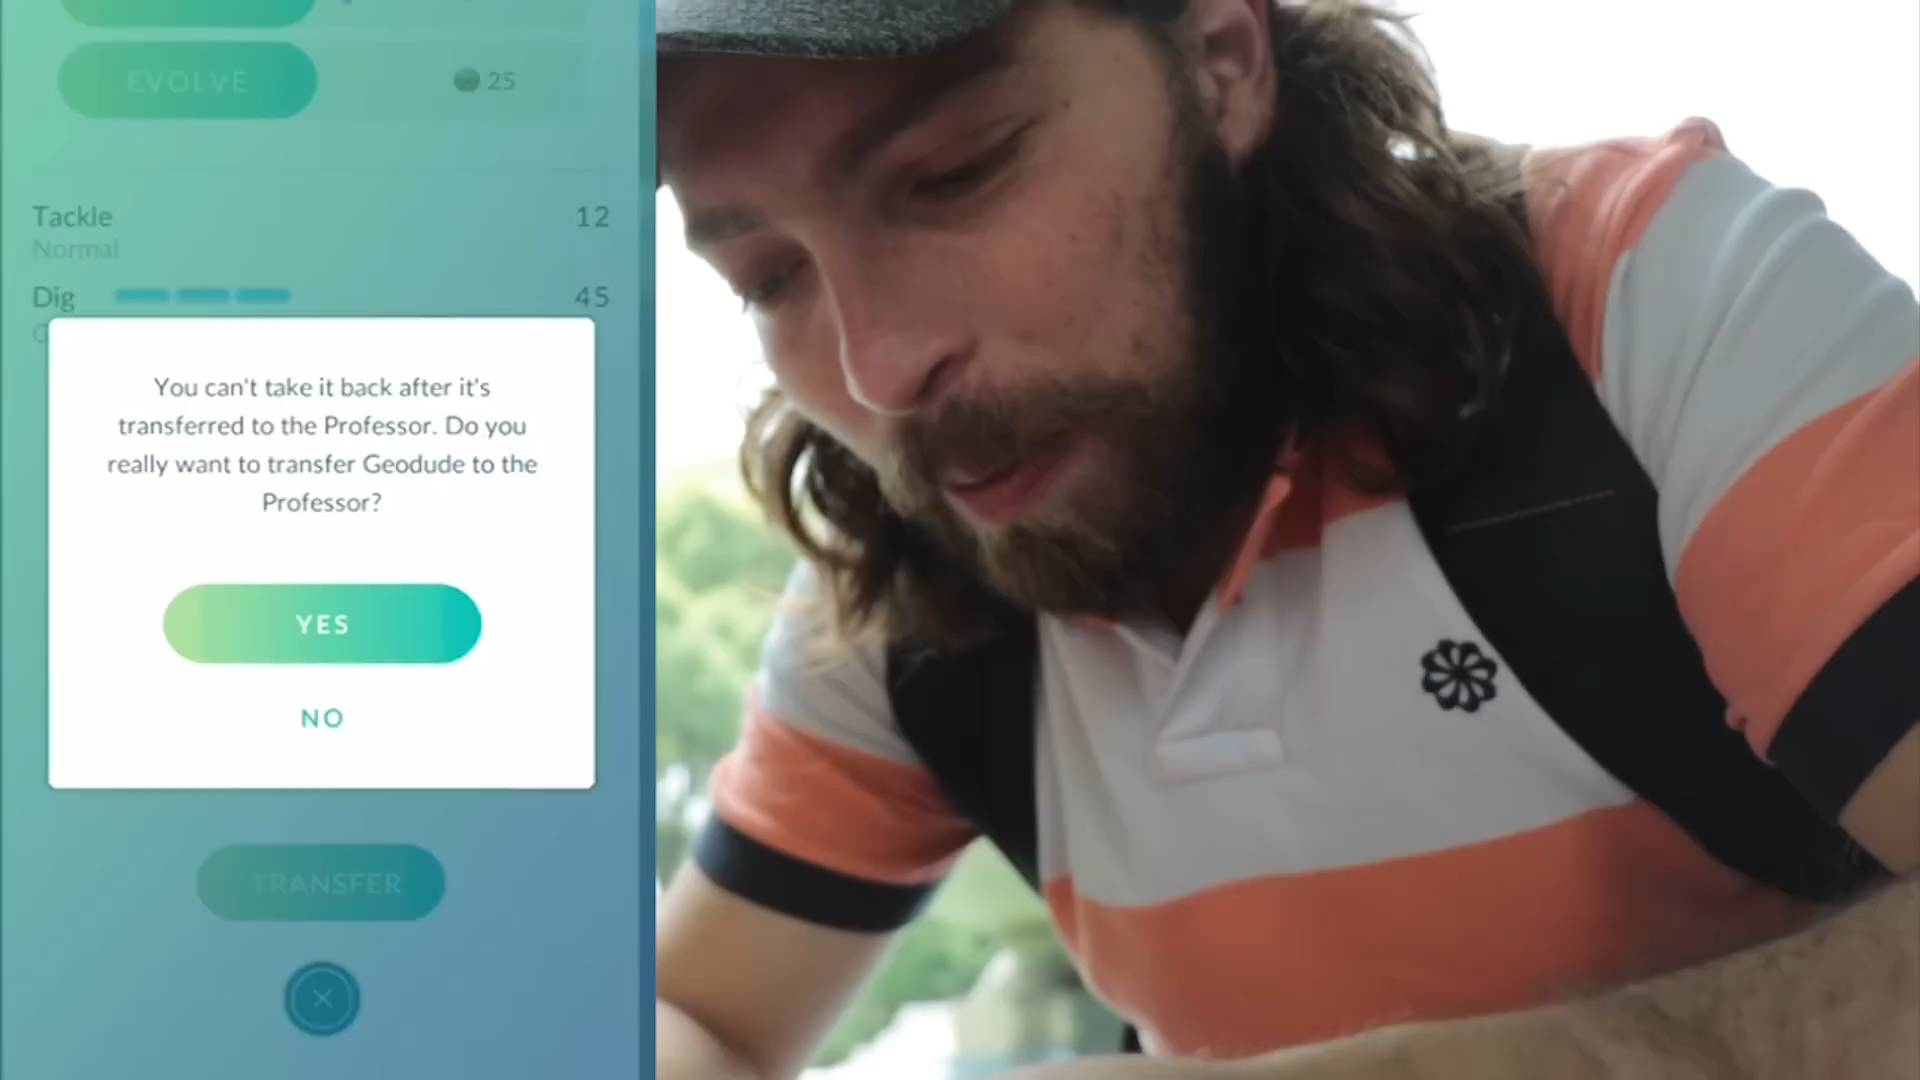 EVOLVE
25
Tackle
12
Normal
Dig
45
You can't take it back after it's
transferred to the Professor. Do you
really want to transfer Geodude to the
Professor?
YES
NO
TRANSFER